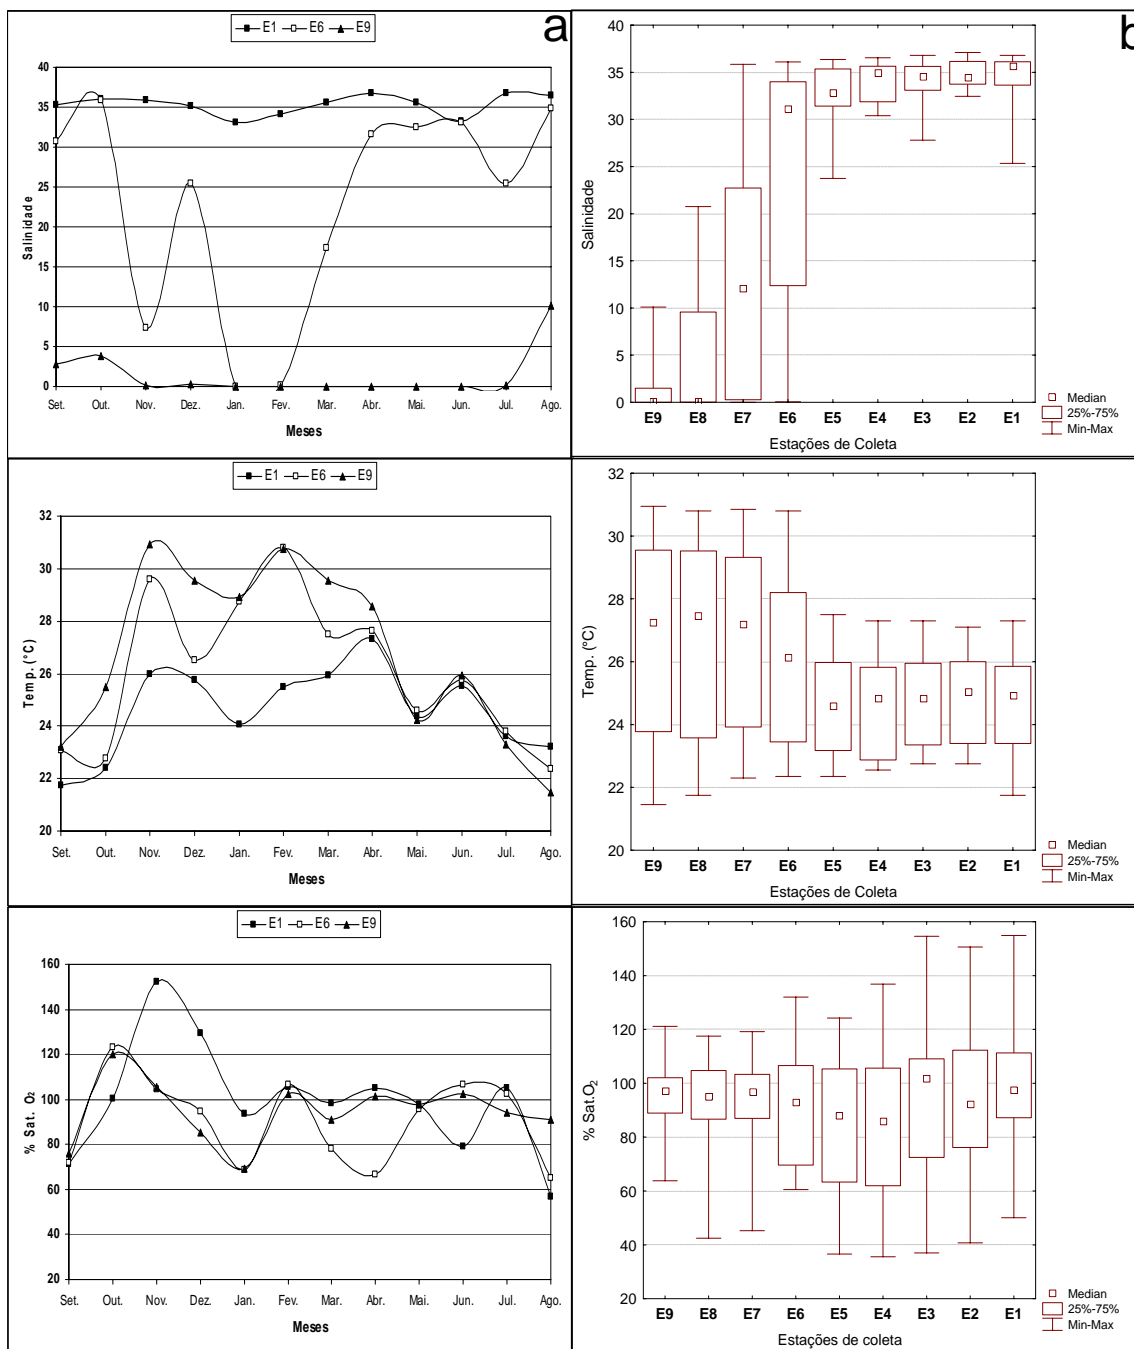 a
E1 E6 E9
40
35
30
25
20
15
10
5
0
Salinidade
Set. Out. Nov. Dez. Jan. Fev. Mar. Abr. Mai. Jun. Jul. Ago.
Meses
b
40
35
30
25
20
15
10
5
0
Salinidade
E9 E8 E7 E6 E5 E4 E3 E2 E1
Estações de Coleta
Median
25%-75%
Min-Max
E1 E6 E9
32
30
28
26
24
22
20
Temp. (°C)
Set. Out. Nov. Dez. Jan. Fev. Mar. Abr. Mai. Jun. Jul. Ago.
Meses
32
30
28
26
24
22
20
Temp. (°C)
E9 E8 E7 E6 E5 E4 E3 E2 E1
Estações de Coleta
Median
25%-75%
Min-Max
E1 E6 E9
160
140
120
100
80
60
40
20
% Sat. O₂
Set. Out. Nov. Dez. Jan. Fev. Mar. Abr. Mai. Jun. Jul. Ago.
Meses
160
140
120
100
80
60
40
20
% Sat.O₂
E9 E8 E7 E6 E5 E4 E3 E2 E1
Estações de coleta
Median
25%-75%
Min-Max